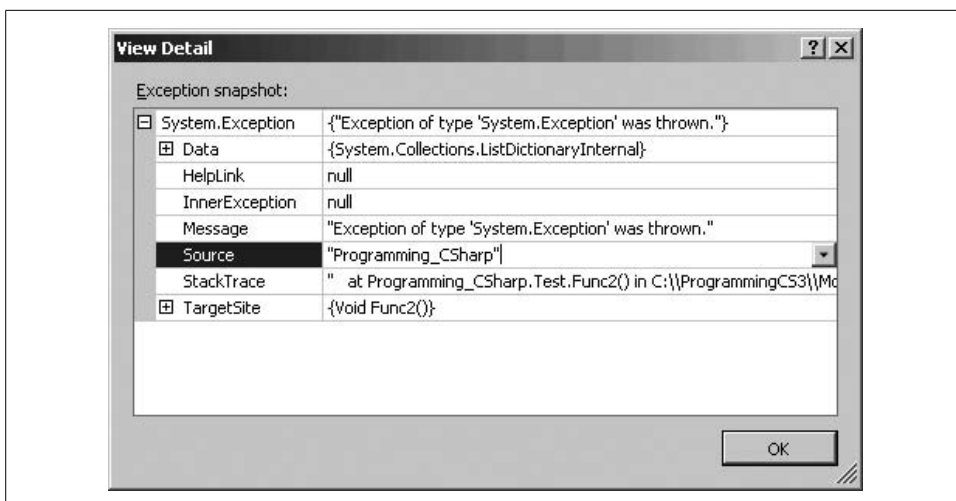 View Detail
Exception snapshot:
System.Exception {"Exception of type 'System.Exception' was thrown."}
Data {System.Collections.ListDictionaryInternal}
HelpLink null
InnerException null
Message "Exception of type 'System.Exception' was thrown."
Source "Programming_CSharp"
StackTrace "   at Programming_CSharp.Test.Func2() in C:\\ProgrammingCS3\\Mo
TargetSite {Void Func2()}
OK